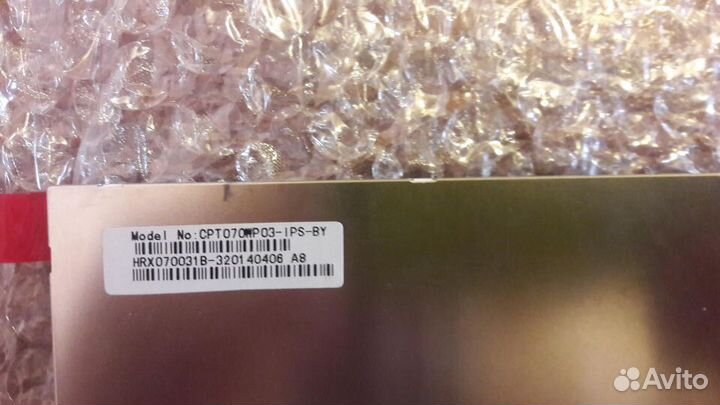 Model No:CPT070WP03-IPS-BY
HRX070031B-320140406 A8
Avito